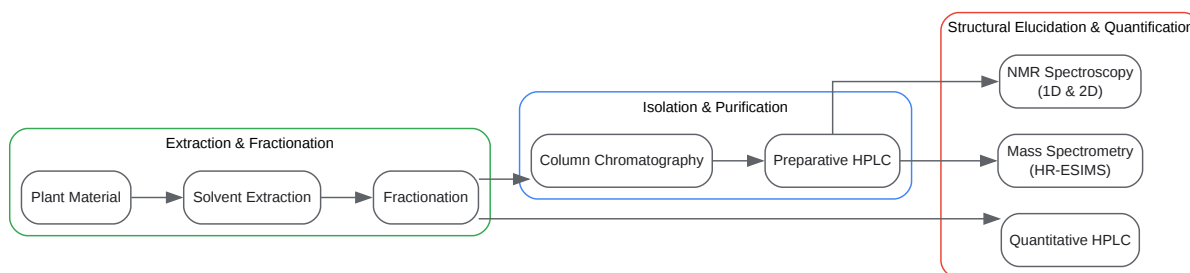 Extraction & Fractionation
Plant Material
Solvent Extraction
Fractionation
Isolation & Purification
Column Chromatography
Preparative HPLC
Structural Elucidation & Quantification
NMR Spectroscopy
(1D & 2D)
Mass Spectrometry
(HR-ESIMS)
Quantitative HPLC